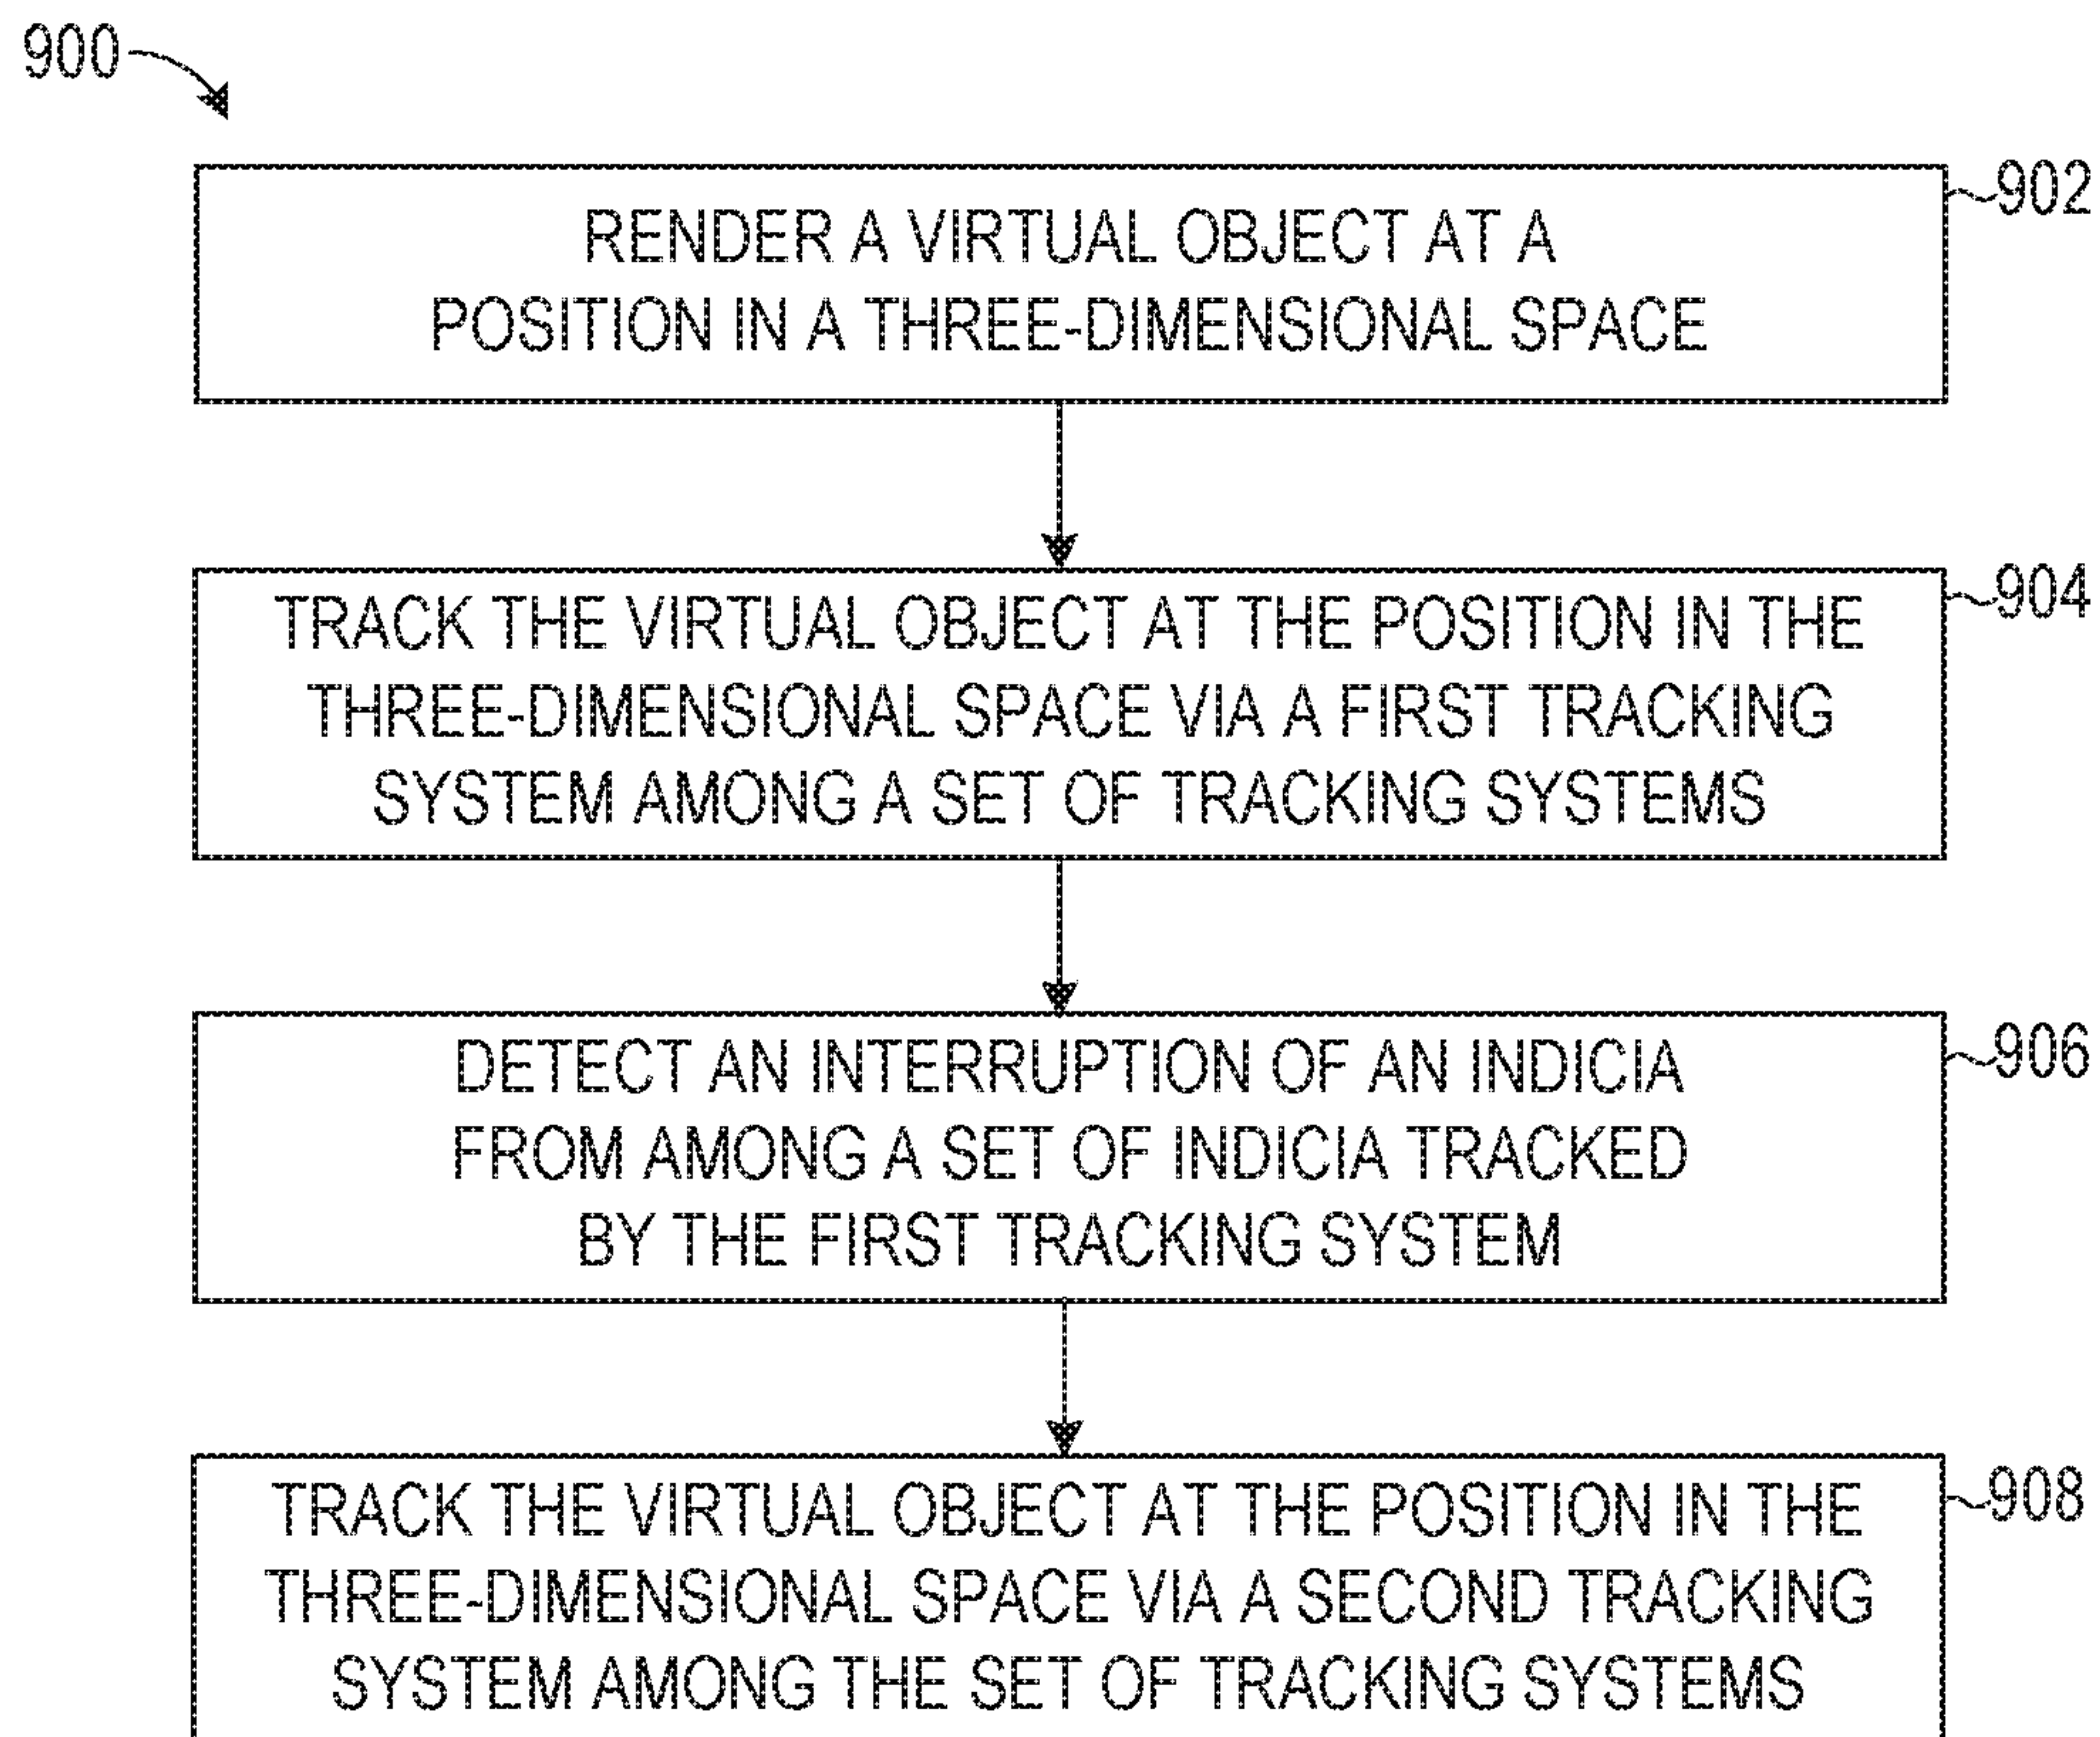 900
902
RENDER A VIRTUAL OBJECT AT A
POSITION IN A THREE-DIMENSIONAL SPACE
904
TRACK THE VIRTUAL OBJECT AT THE POSITION IN THE
THREE-DIMENSIONAL SPACE VIA A FIRST TRACKING
SYSTEM AMONG A SET OF TRACKING SYSTEMS
906
DETECT AN INTERRUPTION OF AN INDICIA
FROM AMONG A SET OF INDICIA TRACKED
BY THE FIRST TRACKING SYSTEM
908
TRACK THE VIRTUAL OBJECT AT THE POSITION IN THE
THREE-DIMENSIONAL SPACE VIA A SECOND TRACKING
SYSTEM AMONG THE SET OF TRACKING SYSTEMS